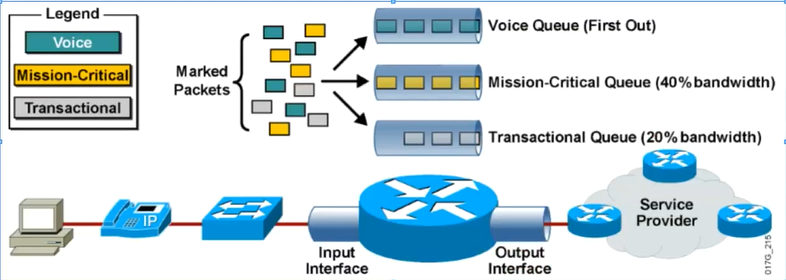 Legend
Voice
Mission-Critical
Transactional
Marked
Packets
Voice Queue (First Out)
Mission-Critical Queue (40% bandwidth)
Transactional Queue (20% bandwidth)
IP
Input
Interface
Output
Interface
Service
Provider
017G_215